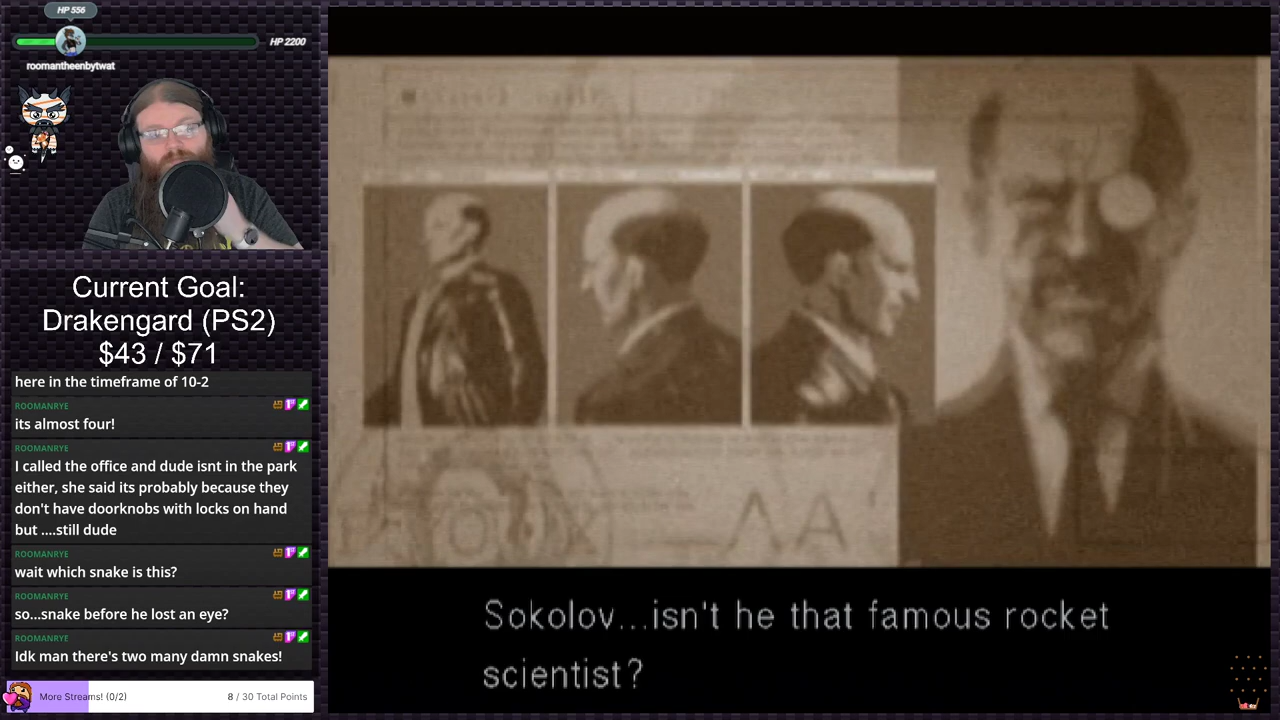 HP 556
HP 2200
roomantheenbytwat
Current Goal:
Drakengard (PS2)
$43 / $71
here in the timeframe of 10-2
ROOMANRYE
its almost four!
ROOMANRYE
I called the office and dude isnt in the park
either, she said its probably because they
don't have doorknobs with locks on hand
but ....still dude
ROOMANRYE
wait which snake is this?
ROOMANRYE
so...snake before he lost an eye?
ROOMANRYE
Idk man there's two many damn snakes!
More Streams! (0/2)
8 / 30 Total Points
Sokolov...isn't he that famous rocket
scientist?